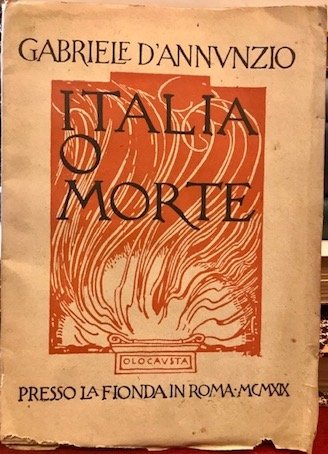 GABRIELE D'ANNVNZIO
ITALIA
O
MORTE
OLOCAVSTA
PRESSO LA FIONDA IN ROMA·MCMXIX